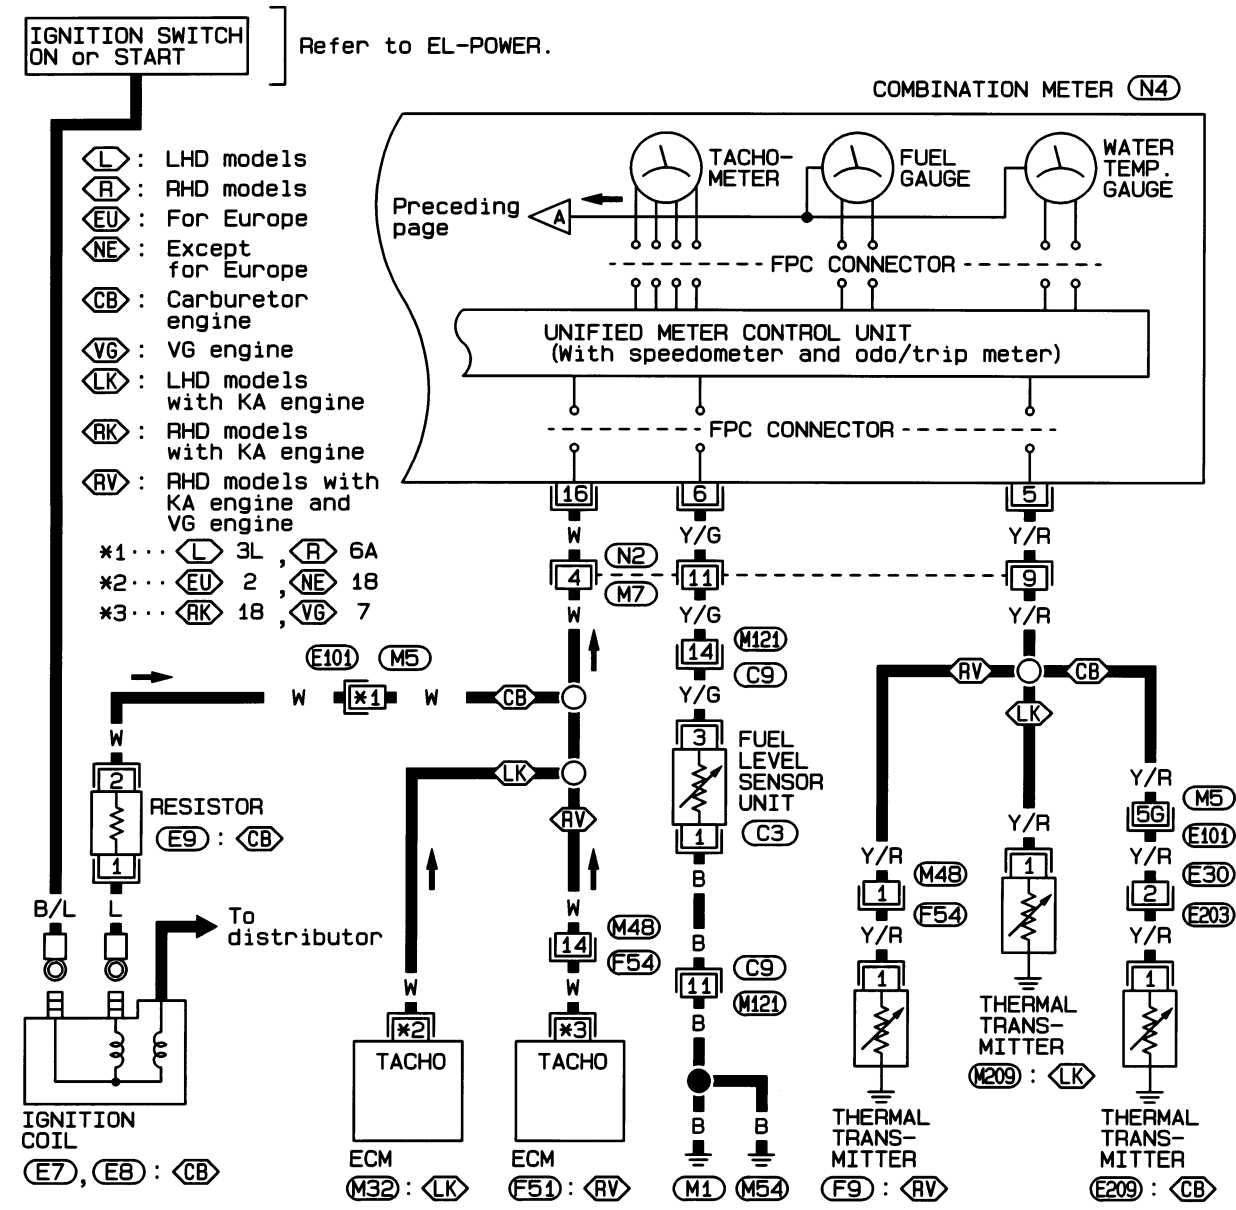 IGNITION SWITCH
ON or START
Refer to EL-POWER.
COMBINATION METER N4
L : LHD models
R : RHD models
EU : For Europe
NE : Except
for Europe
CB : Carburetor
engine
VG : VG engine
LK : LHD models
with KA engine
RK : RHD models
with KA engine
RV : RHD models with
KA engine and
VG engine
*1··· L 3L , R 6A
*2··· EU 2 , NE 18
*3··· RK 18 , VG 7
TACHO-
METER
FUEL
GAUGE
WATER
TEMP.
GAUGE
Preceding
page
A
FPC CONNECTOR
UNIFIED METER CONTROL UNIT
(With speedometer and odo/trip meter)
FPC CONNECTOR
16 6 5
W Y/G Y/R
N2
4 11 9
M7
W Y/G Y/R
M121
14
C9
Y/G
E101 M5
W *1 W CB
RV CB
LK
W
2
RESISTOR
E9 : CB
1
B/L L
To
distributor
IGNITION
COIL
E7 , E8 : CB
LK
RV
W
M48
14
F54
W W
*2 *3
TACHO TACHO
ECM
M32 : LK
ECM
F51 : RV
3
FUEL
LEVEL
SENSOR
UNIT
C3
1
B
B
C9
11
M121
B
B B
M1 M54
Y/R
M48
1
F54
Y/R
1
THERMAL
TRANS-
MITTER
F9 : RV
Y/R
1
THERMAL
TRANS-
MITTER
M209 : LK
Y/R
M5
5G
E101
Y/R
E30
2
E203
Y/R
1
THERMAL
TRANS-
MITTER
E209 : CB